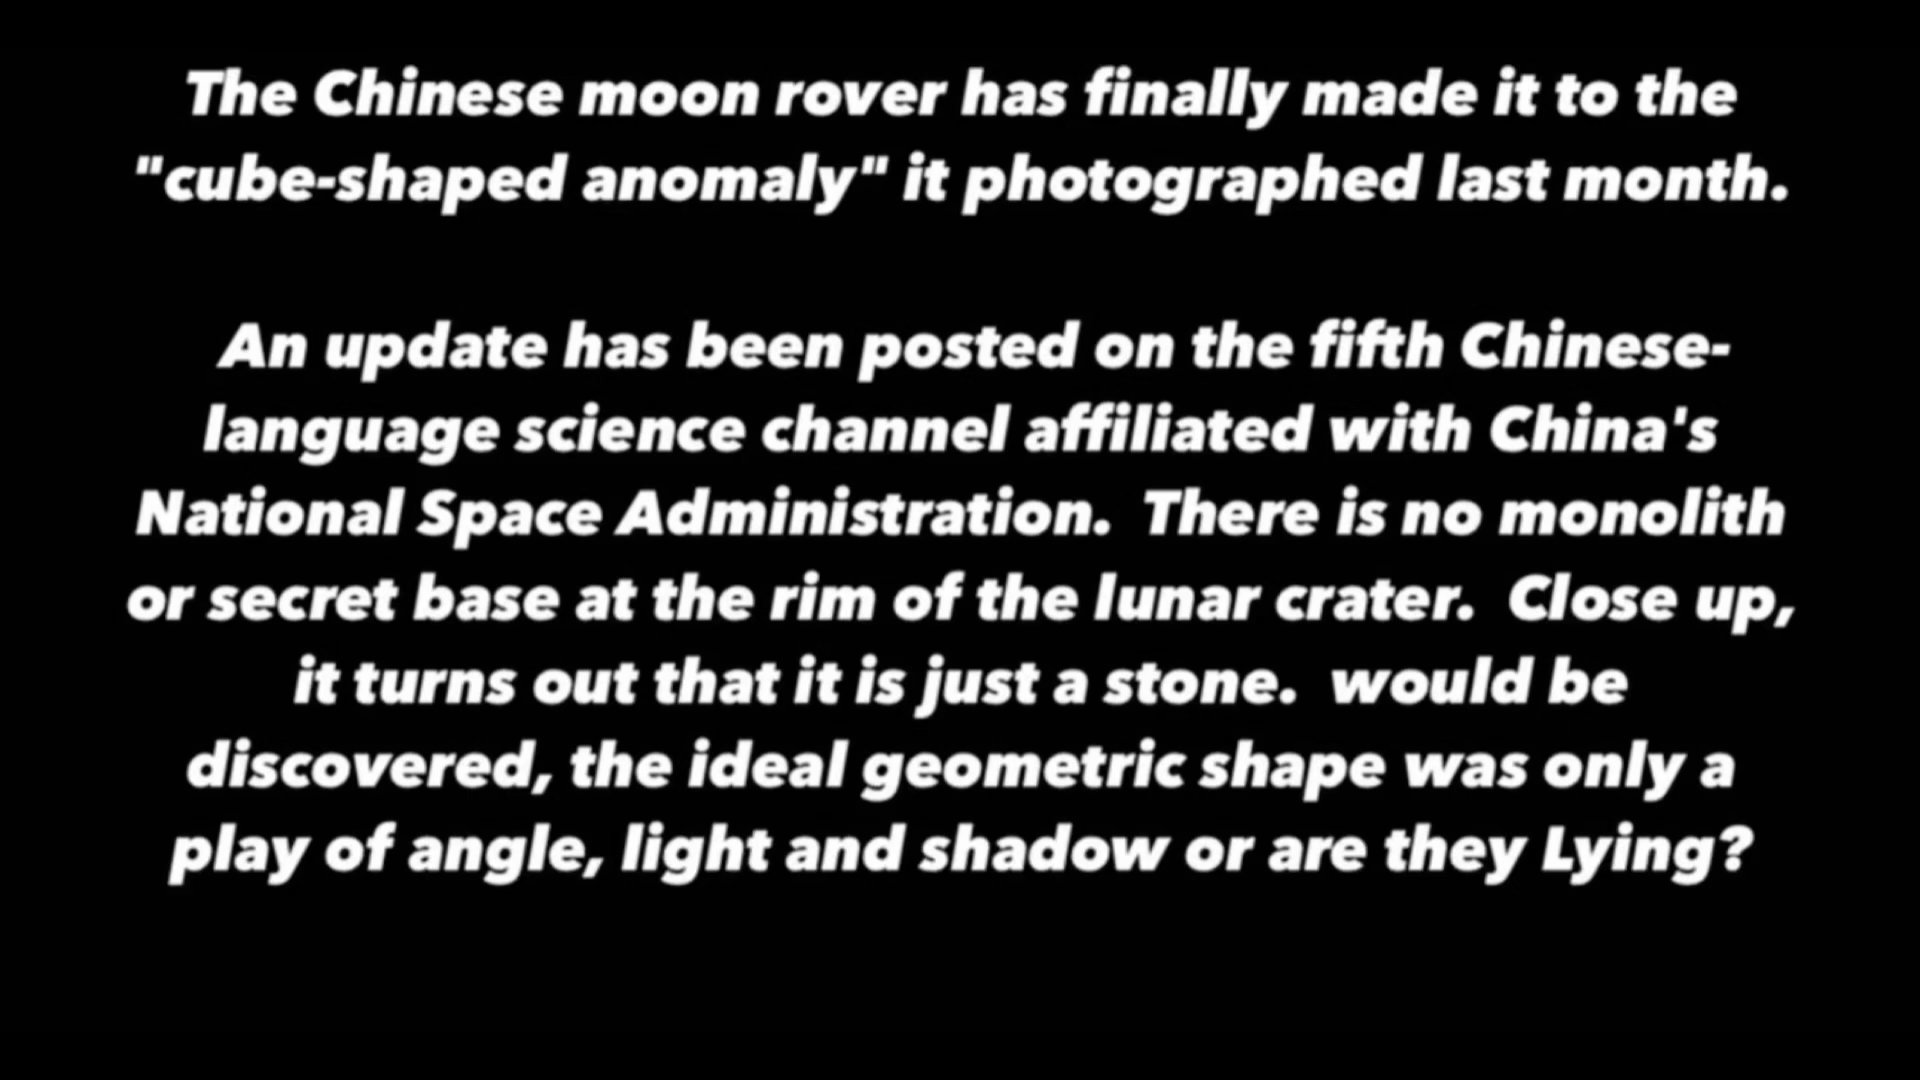 The Chinese moon rover has finally made it to the
"cube-shaped anomaly" it photographed last month.
An update has been posted on the fifth Chinese-
language science channel affiliated with China's
National Space Administration.  There is no monolith
or secret base at the rim of the lunar crater.  Close up,
it turns out that it is just a stone.  would be
discovered, the ideal geometric shape was only a
play of angle, light and shadow or are they Lying?